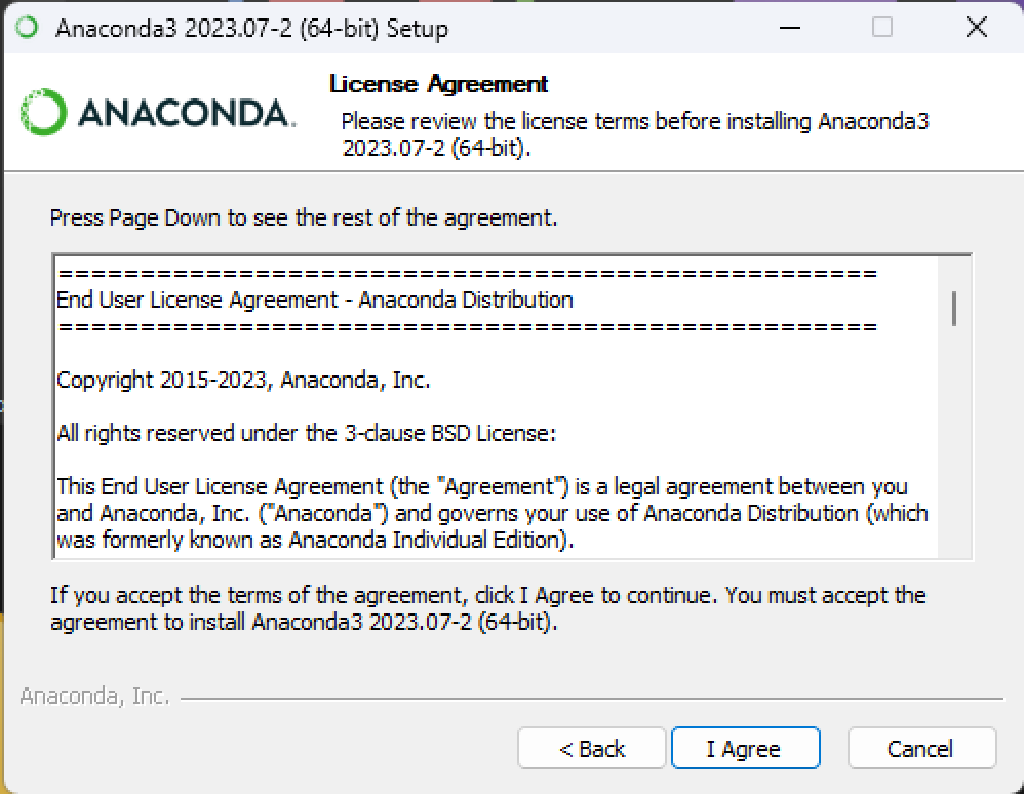 Anaconda3 2023.07-2 (64-bit) Setup
ANACONDA.
License Agreement
Please review the license terms before installing Anaconda3
2023.07-2 (64-bit).
Press Page Down to see the rest of the agreement.
==================================================
End User License Agreement - Anaconda Distribution
==================================================
Copyright 2015-2023, Anaconda, Inc.
All rights reserved under the 3-clause BSD License:
This End User License Agreement (the "Agreement") is a legal agreement between you
and Anaconda, Inc. ("Anaconda") and governs your use of Anaconda Distribution (which
was formerly known as Anaconda Individual Edition).
If you accept the terms of the agreement, click I Agree to continue. You must accept the
agreement to install Anaconda3 2023.07-2 (64-bit).
Anaconda, Inc.
< Back
I Agree
Cancel